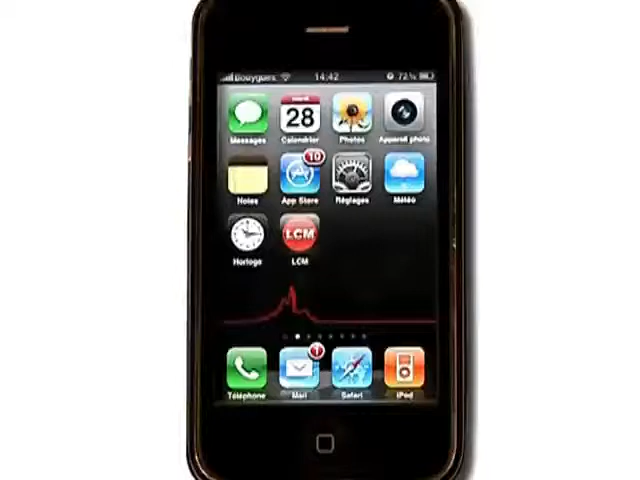 Bouygues 14:42 72 %
28
Messages Calendrier Photos Appareil photo
10
Notes App Store Réglages Météo
LCM
Horloge LCM
1
Téléphone Mail Safari iPod